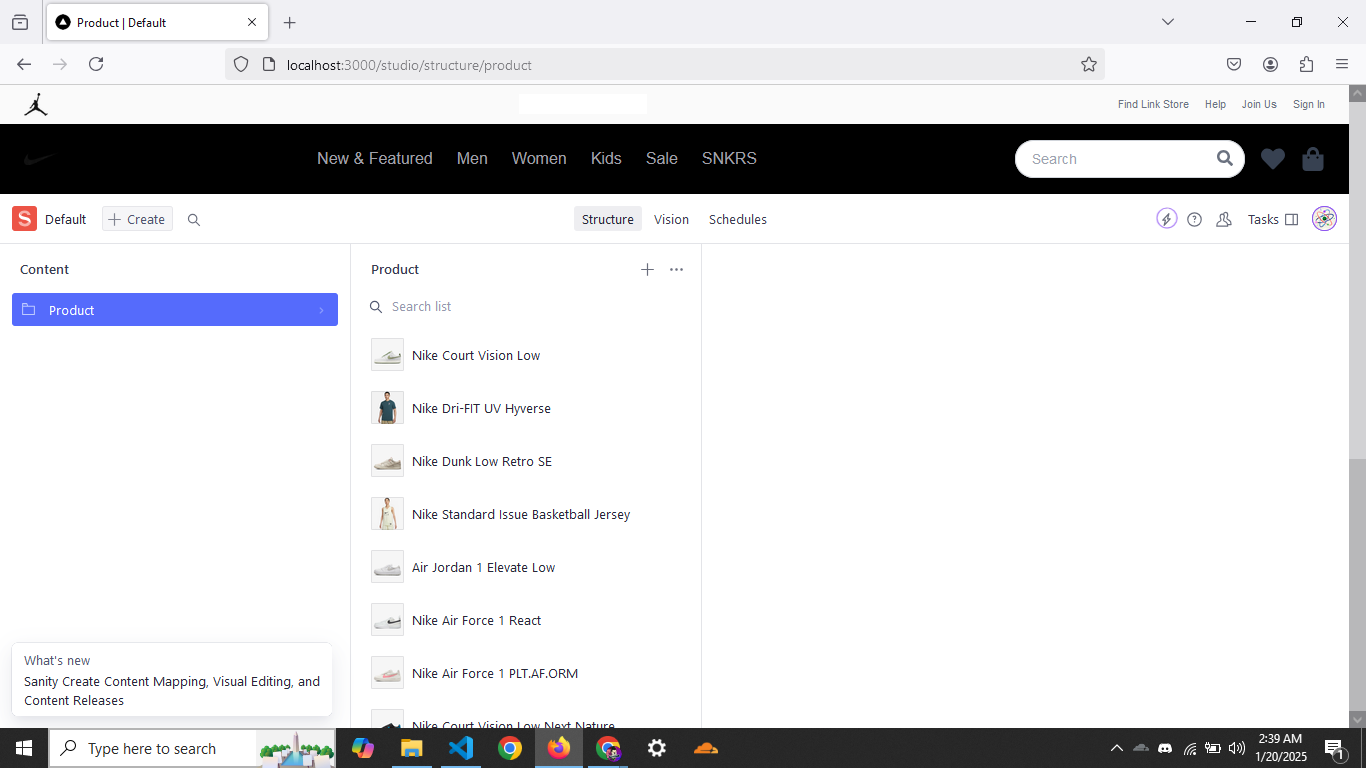 Product | Default
localhost:3000/studio/structure/product
Find Link Store Help Join Us Sign In
New & Featured Men Women Kids Sale SNKRS
Search
S Default Create
Structure Vision Schedules
Tasks
Content
Product
Product
Search list
Nike Court Vision Low
Nike Dri-FIT UV Hyverse
Nike Dunk Low Retro SE
Nike Standard Issue Basketball Jersey
Air Jordan 1 Elevate Low
Nike Air Force 1 React
Nike Air Force 1 PLT.AF.ORM
Nike Court Vision Low Next Nature
What's new
Sanity Create Content Mapping, Visual Editing, and
Content Releases
Type here to search
2:39 AM
1/20/2025
1